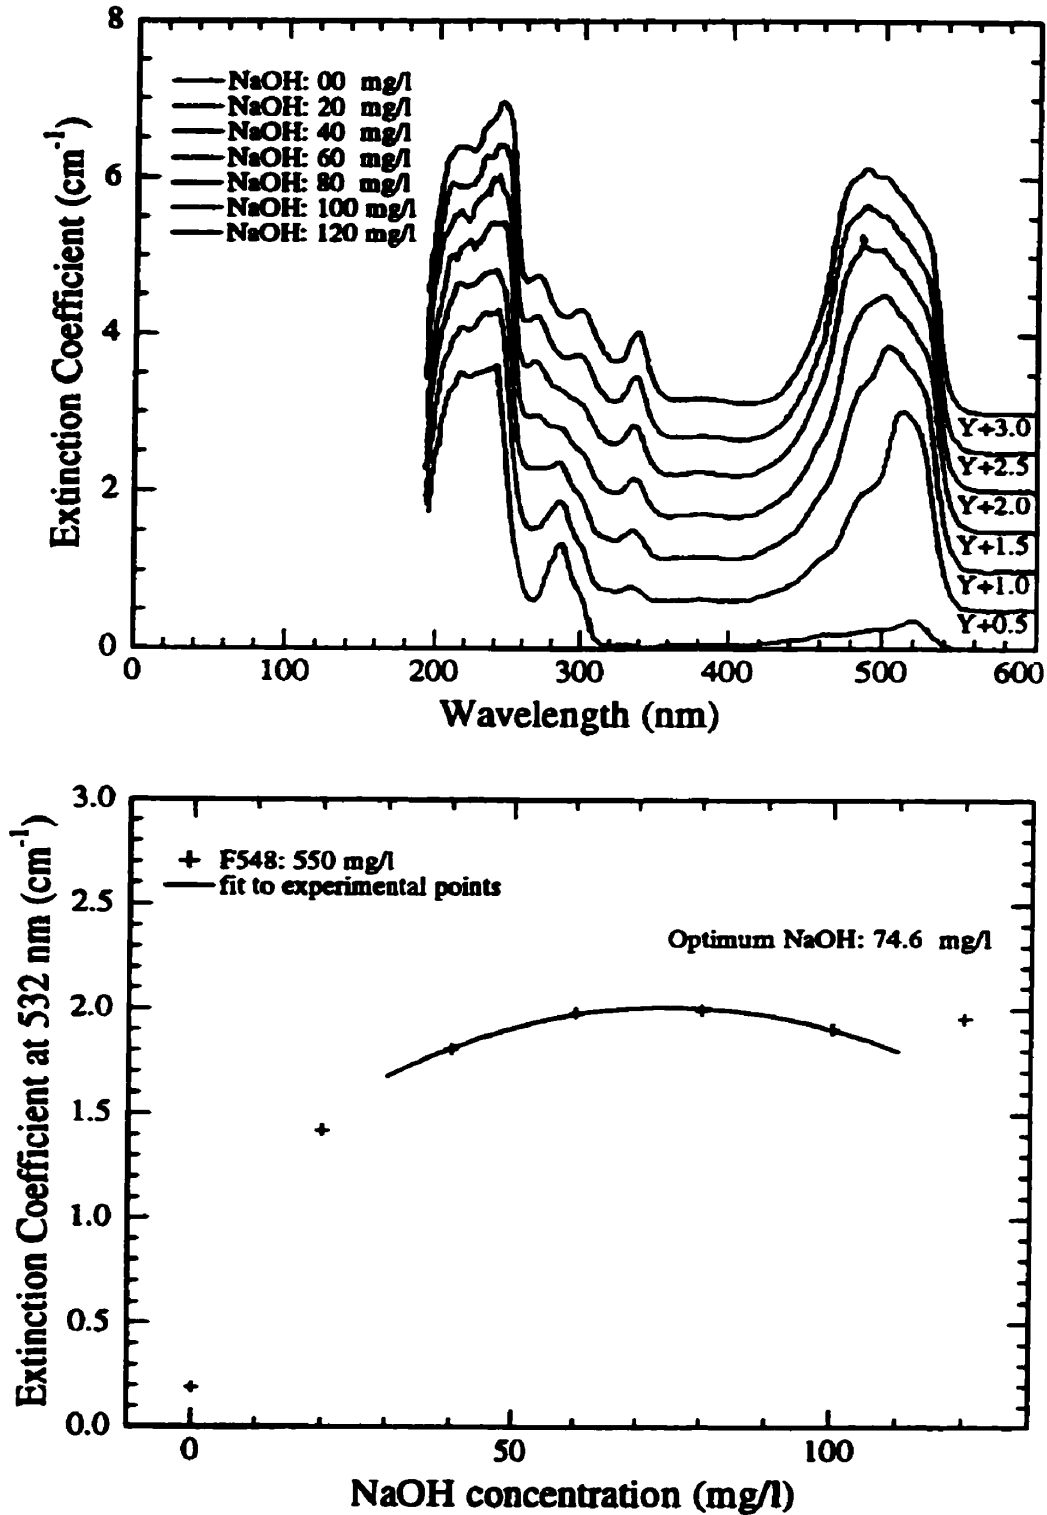 8
6
4
2
0
Extinction Coefficient (cm⁻¹)
NaOH: 00 mg/l
NaOH: 20 mg/l
NaOH: 40 mg/l
NaOH: 60 mg/l
NaOH: 80 mg/l
NaOH: 100 mg/l
NaOH: 120 mg/l
Y+3.0
Y+2.5
Y+2.0
Y+1.5
Y+1.0
Y+0.5
0 100 200 300 400 500 600
Wavelength (nm)
3.0
2.5
2.0
1.5
1.0
0.5
0.0
Extinction Coefficient at 532 nm (cm⁻¹)
+ F548: 550 mg/l
fit to experimental points
Optimum NaOH: 74.6 mg/l
0 50 100
NaOH concentration (mg/l)